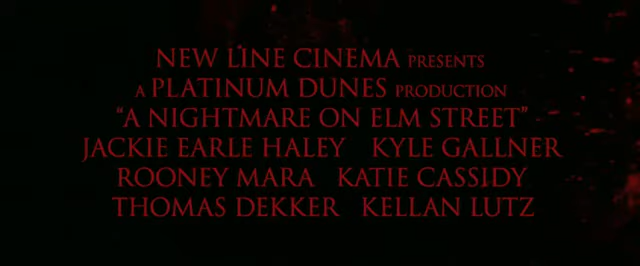 NEW LINE CINEMA PRESENTS
A PLATINUM DUNES PRODUCTION
“A NIGHTMARE ON ELM STREET”
JACKIE EARLE HALEY KYLE GALLNER
ROONEY MARA KATIE CASSIDY
THOMAS DEKKER KELLAN LUTZ